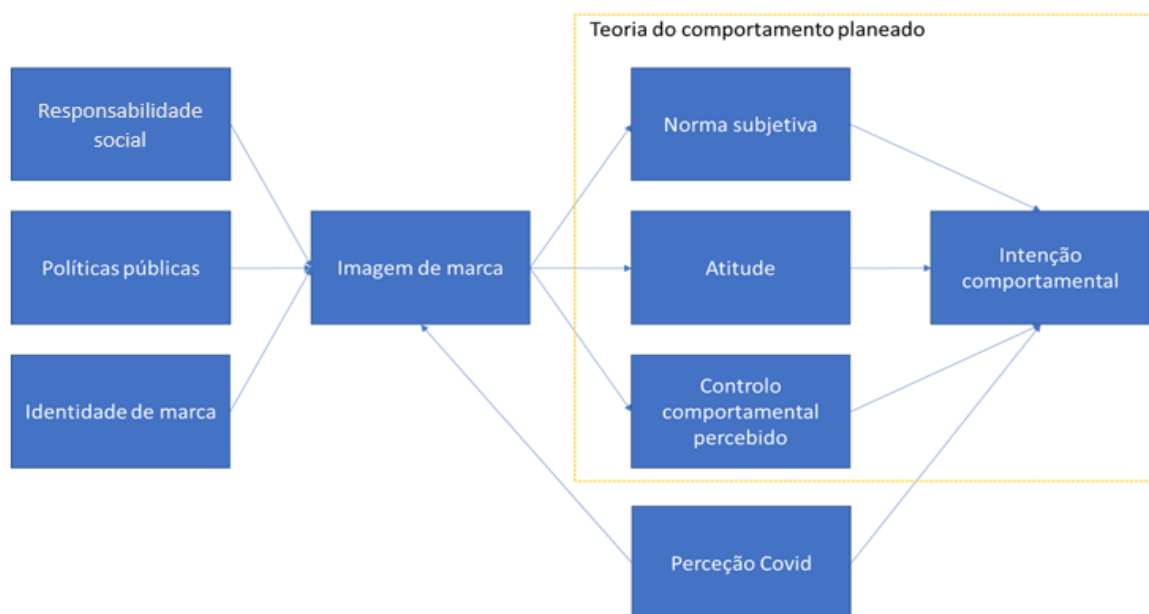 Teoria do comportamento planeado
Responsabilidade
social
Norma subjetiva
Políticas públicas
Imagem de marca
Atitude
Intenção
comportamental
Identidade de marca
Controlo
comportamental
percebido
Perceção Covid